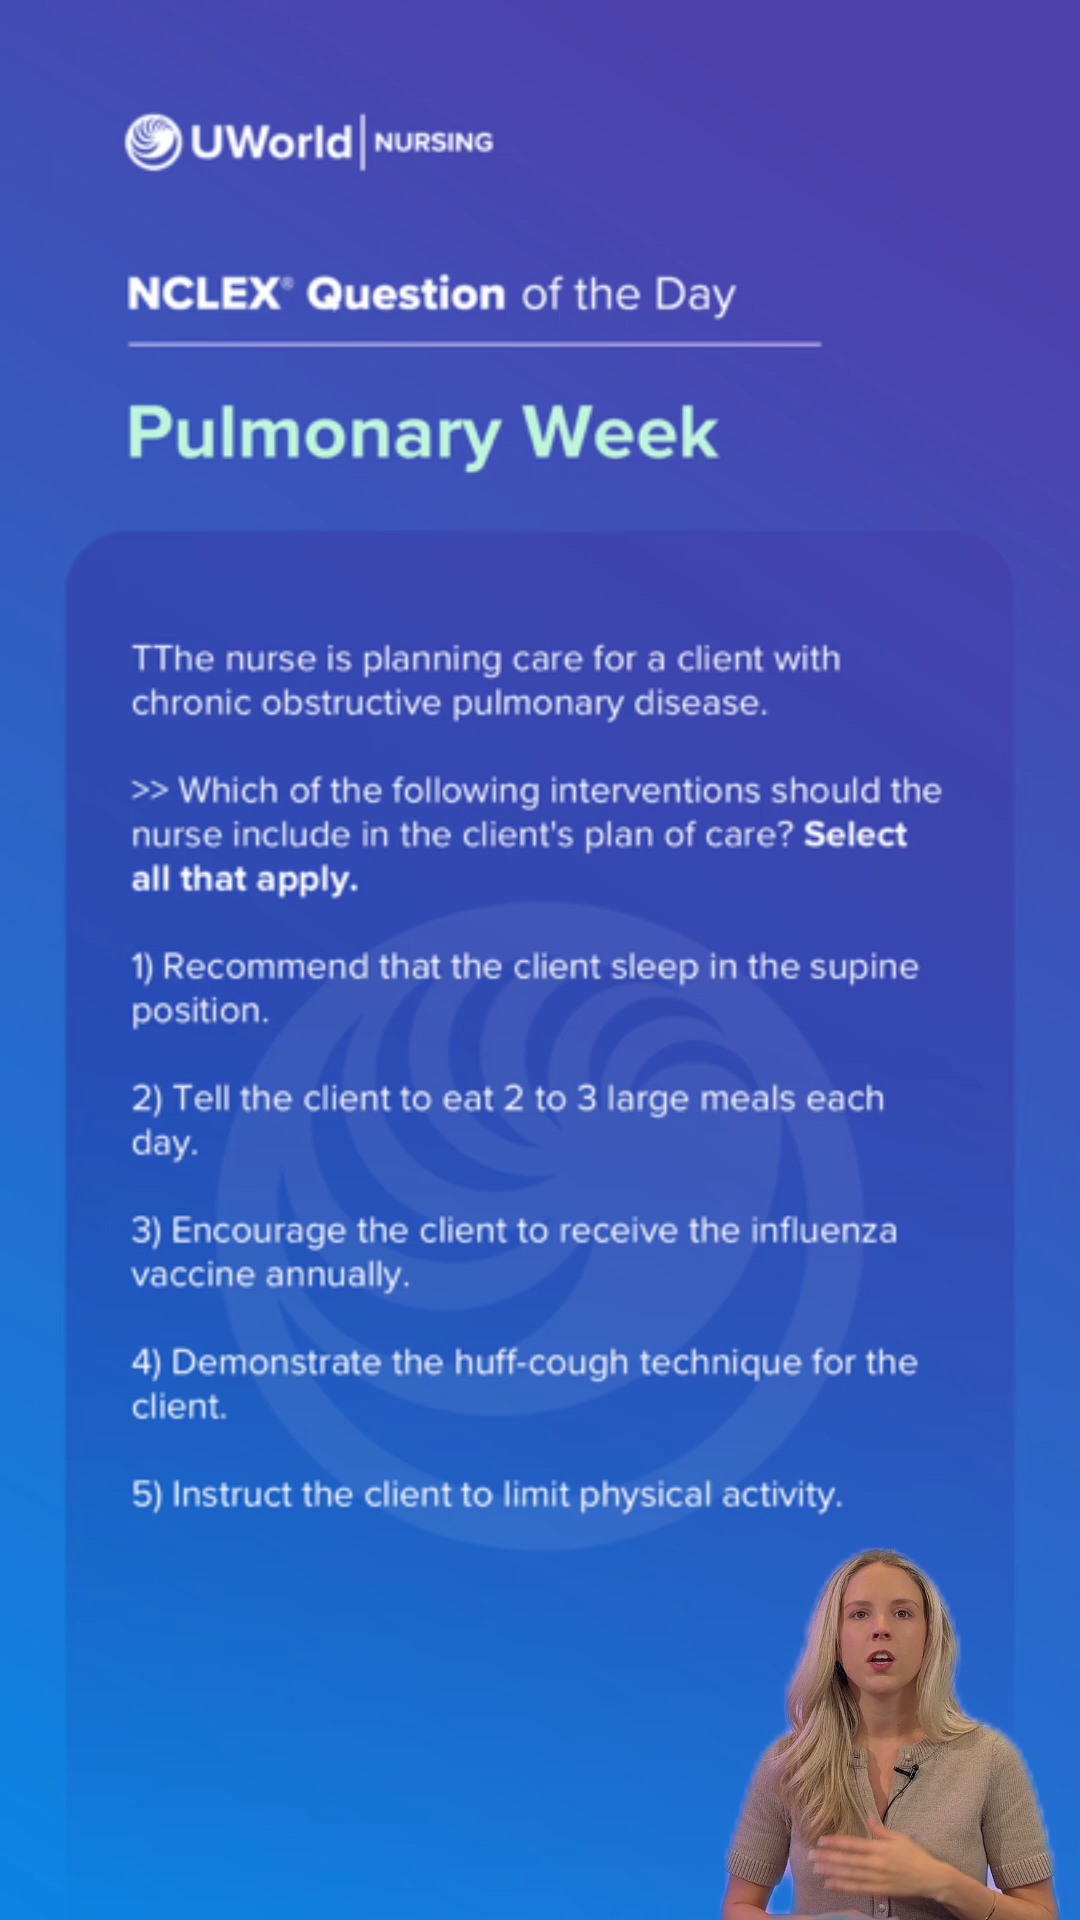 UWorld | NURSING
NCLEX® Question of the Day
Pulmonary Week
TThe nurse is planning care for a client with
chronic obstructive pulmonary disease.
>> Which of the following interventions should the
nurse include in the client's plan of care? Select
all that apply.
1) Recommend that the client sleep in the supine
position.
2) Tell the client to eat 2 to 3 large meals each
day.
3) Encourage the client to receive the influenza
vaccine annually.
4) Demonstrate the huff-cough technique for the
client.
5) Instruct the client to limit physical activity.